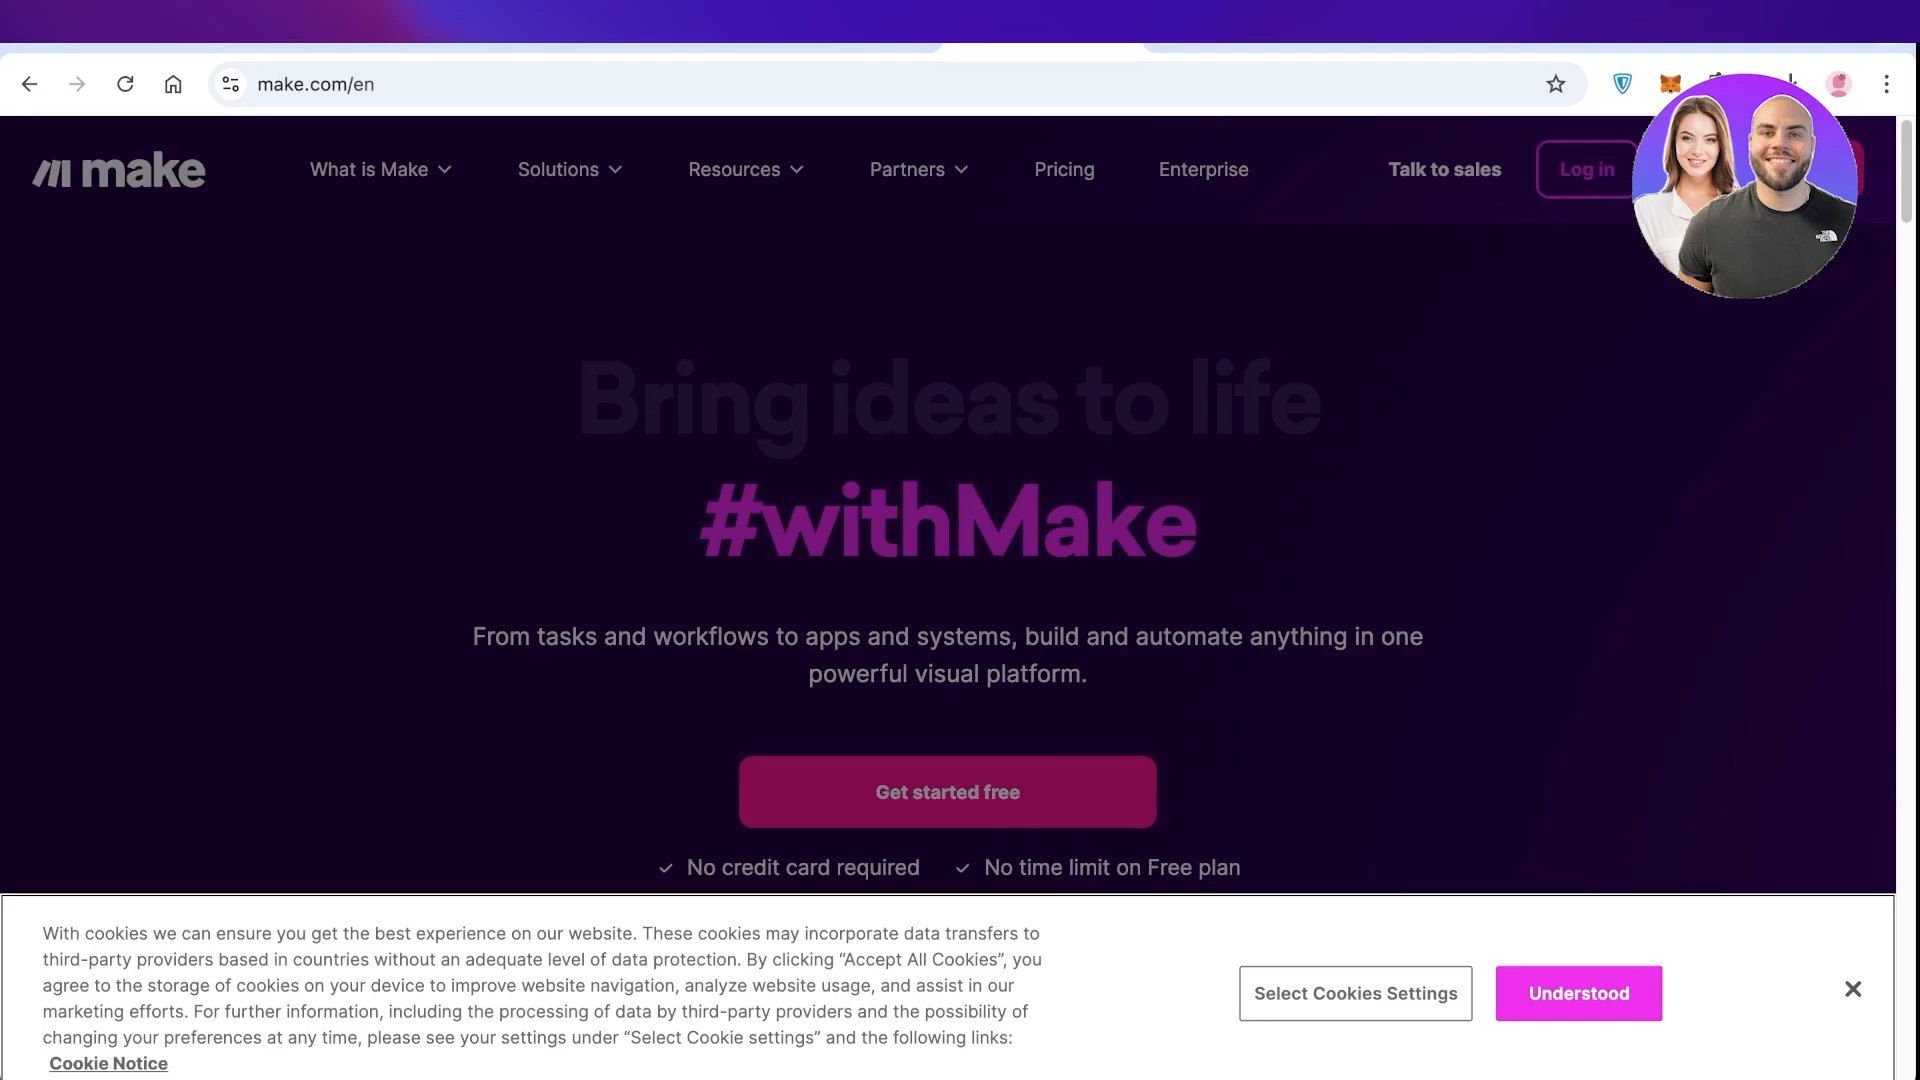 make.com/en
make
What is Make
Solutions
Resources
Partners
Pricing
Enterprise
Talk to sales
Log in
Bring ideas to life
#withMake
From tasks and workflows to apps and systems, build and automate anything in one
powerful visual platform.
Get started free
No credit card required
No time limit on Free plan
With cookies we can ensure you get the best experience on our website. These cookies may incorporate data transfers to
third-party providers based in countries without an adequate level of data protection. By clicking “Accept All Cookies”, you
agree to the storage of cookies on your device to improve website navigation, analyze website usage, and assist in our
marketing efforts. For further information, including the processing of data by third-party providers and the possibility of
changing your preferences at any time, please see your settings under “Select Cookie settings” and the following links:
Cookie Notice
Select Cookies Settings
Understood